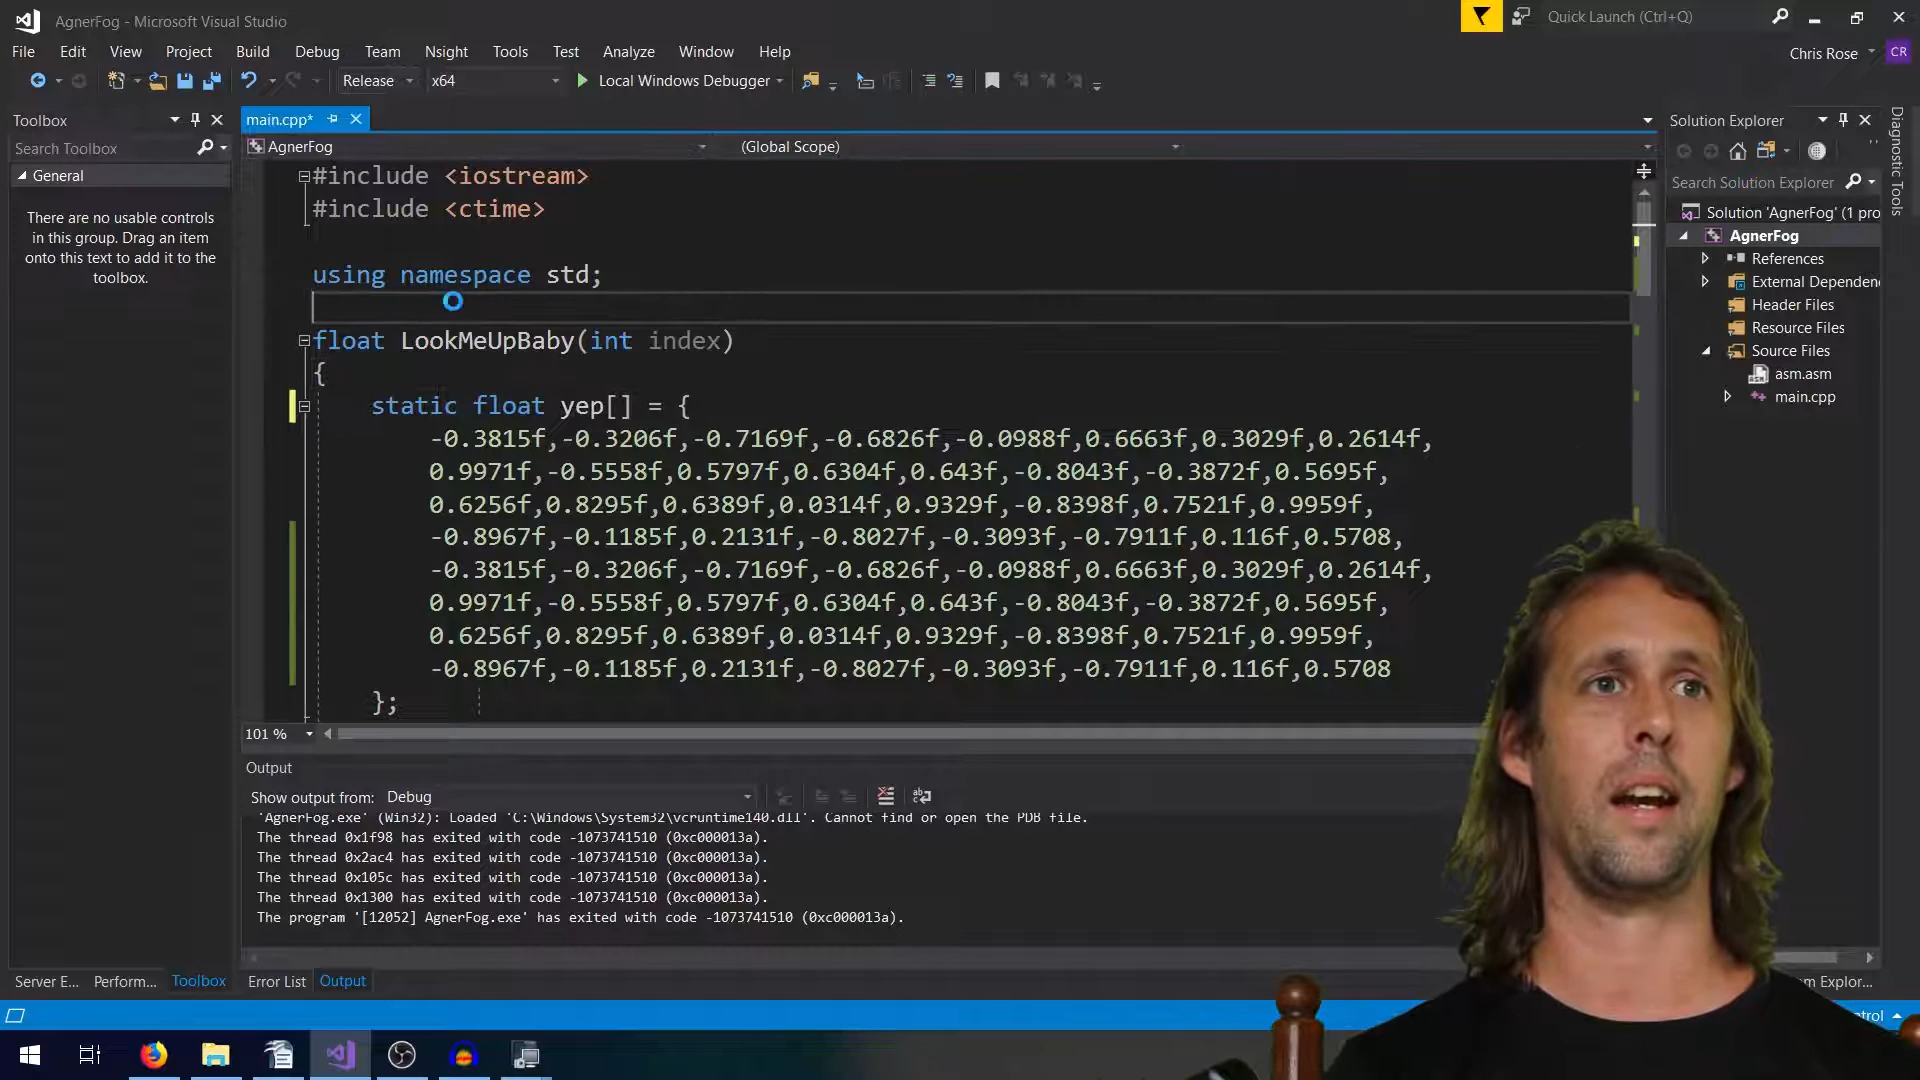 AgnerFog - Microsoft Visual Studio
Quick Launch (Ctrl+Q)
File Edit View Project Build Debug Team Nsight Tools Test Analyze Window Help
Chris Rose CR
Release x64 Local Windows Debugger
Toolbox
Search Toolbox
General
There are no usable controls
in this group. Drag an item
onto this text to add it to the
toolbox.
main.cpp*
AgnerFog (Global Scope)
#include <iostream>
#include <ctime>
using namespace std;
float LookMeUpBaby(int index)
{
static float yep[] = {
-0.3815f,-0.3206f,-0.7169f,-0.6826f,-0.0988f,0.6663f,0.3029f,0.2614f,
0.9971f,-0.5558f,0.5797f,0.6304f,0.643f,-0.8043f,-0.3872f,0.5695f,
0.6256f,0.8295f,0.6389f,0.0314f,0.9329f,-0.8398f,0.7521f,0.9959f,
-0.8967f,-0.1185f,0.2131f,-0.8027f,-0.3093f,-0.7911f,0.116f,0.5708,
-0.3815f,-0.3206f,-0.7169f,-0.6826f,-0.0988f,0.6663f,0.3029f,0.2614f,
0.9971f,-0.5558f,0.5797f,0.6304f,0.643f,-0.8043f,-0.3872f,0.5695f,
0.6256f,0.8295f,0.6389f,0.0314f,0.9329f,-0.8398f,0.7521f,0.9959f,
-0.8967f,-0.1185f,0.2131f,-0.8027f,-0.3093f,-0.7911f,0.116f,0.5708
};
101 %
Output
Show output from: Debug
'AgnerFog.exe' (Win32): Loaded 'C:\Windows\System32\vcruntime140.dll'. Cannot find or open the PDB file.
The thread 0x1f98 has exited with code -1073741510 (0xc000013a).
The thread 0x2ac4 has exited with code -1073741510 (0xc000013a).
The thread 0x105c has exited with code -1073741510 (0xc000013a).
The thread 0x1300 has exited with code -1073741510 (0xc000013a).
The program '[12052] AgnerFog.exe' has exited with code -1073741510 (0xc000013a).
Server E... Perform... Toolbox
Error List Output
Solution Explorer
Search Solution Explorer
Solution 'AgnerFog' (1 pro
AgnerFog
References
External Dependen
Header Files
Resource Files
Source Files
asm.asm
main.cpp
Diagnostic Tools
m Explor...
trol